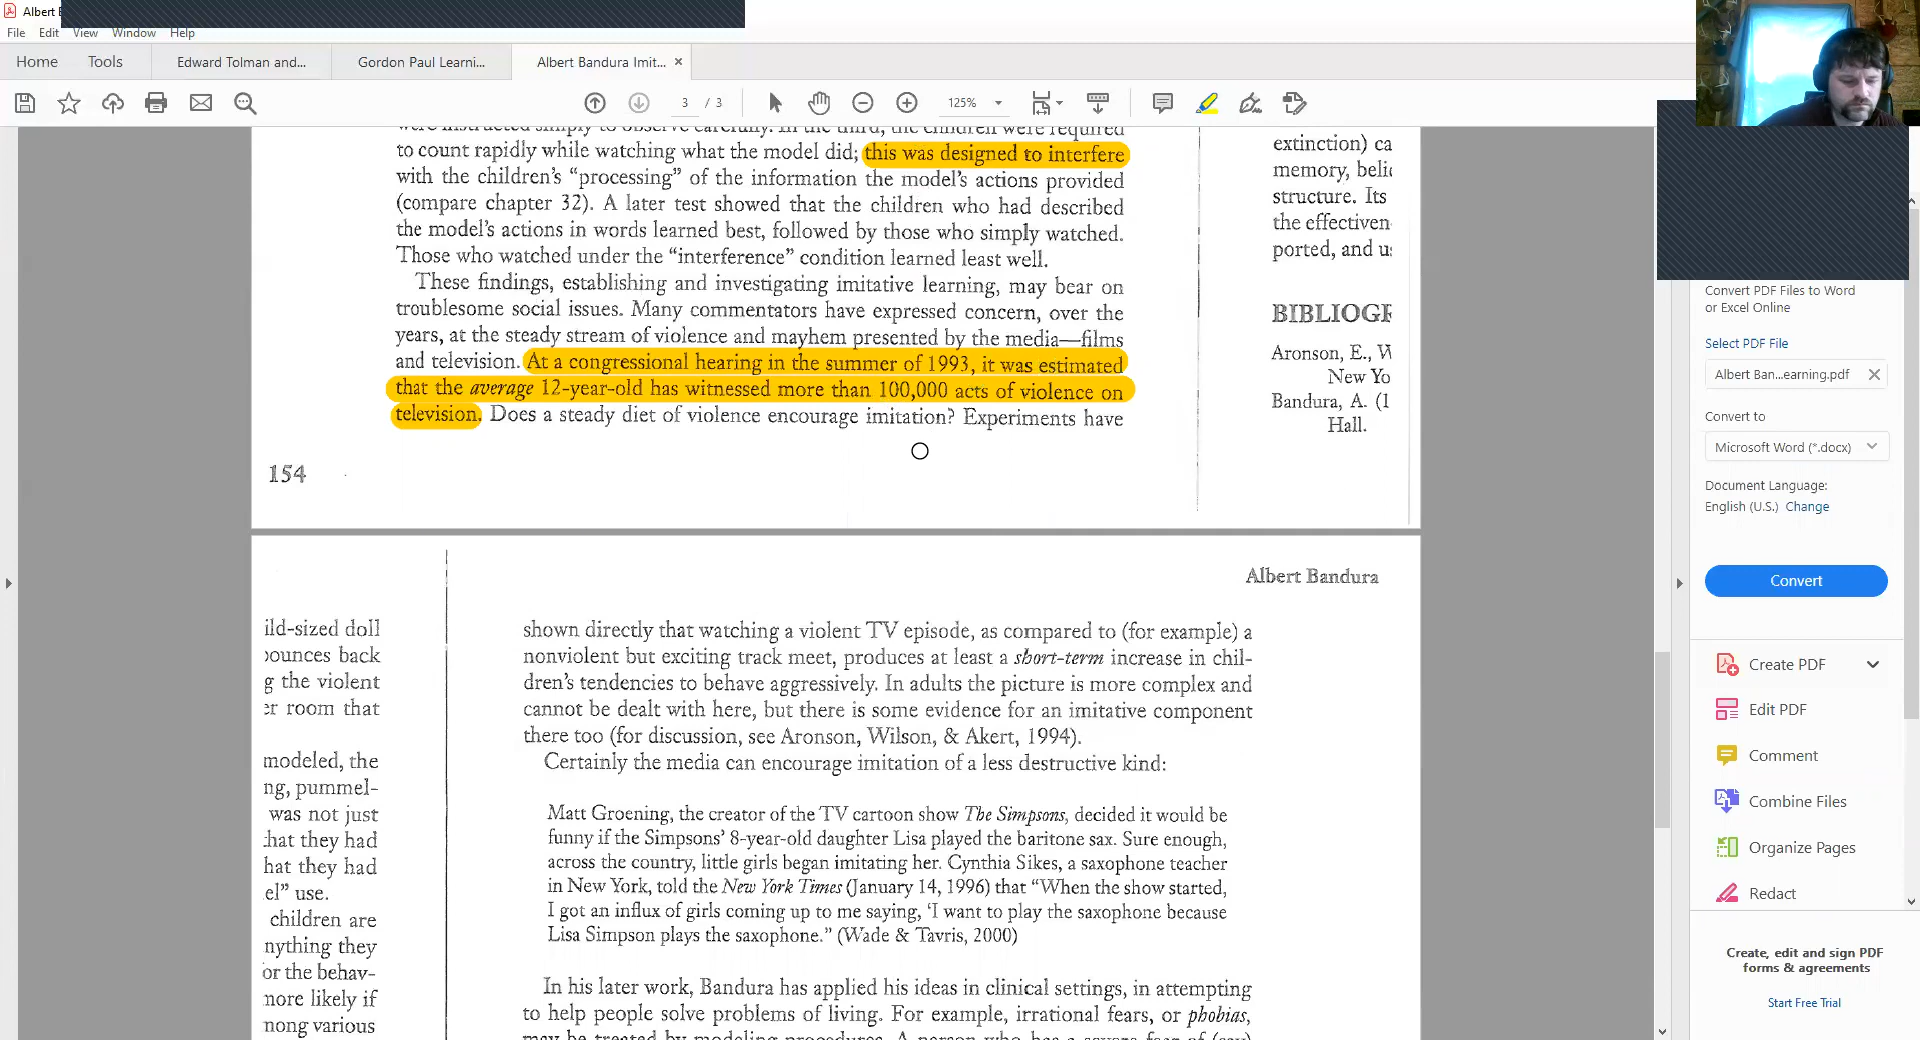 Albert
File Edit View Window Help
Home Tools Edward Tolman and... Gordon Paul Learni... Albert Bandura Imit...
3 / 3 125%
were instructed simply to observe carefully. In the third, the children were required
to count rapidly while watching what the model did; this was designed to interfere
with the children's “processing” of the information the model's actions provided
(compare chapter 32). A later test showed that the children who had described
the model's actions in words learned best, followed by those who simply watched.
Those who watched under the “interference” condition learned least well.
These findings, establishing and investigating imitative learning, may bear on
troublesome social issues. Many commentators have expressed concern, over the
years, at the steady stream of violence and mayhem presented by the media—films
and television. At a congressional hearing in the summer of 1993, it was estimated
that the average 12-year-old has witnessed more than 100,000 acts of violence on
television. Does a steady diet of violence encourage imitation? Experiments have
154
extinction) ca
memory, belie
structure. Its
the effectiven
ported, and us
BIBLIOGR
Aronson, E., W
New Yo
Bandura, A. (1
Hall.
Albert Bandura
ild-sized doll
bounces back
g the violent
er room that
modeled, the
ng, pummel-
was not just
that they had
hat they had
el” use.
children are
nything they
or the behav-
more likely if
mong various
shown directly that watching a violent TV episode, as compared to (for example) a
nonviolent but exciting track meet, produces at least a short-term increase in chil-
dren's tendencies to behave aggressively. In adults the picture is more complex and
cannot be dealt with here, but there is some evidence for an imitative component
there too (for discussion, see Aronson, Wilson, & Akert, 1994).
Certainly the media can encourage imitation of a less destructive kind:
Matt Groening, the creator of the TV cartoon show The Simpsons, decided it would be
funny if the Simpsons' 8-year-old daughter Lisa played the baritone sax. Sure enough,
across the country, little girls began imitating her. Cynthia Sikes, a saxophone teacher
in New York, told the New York Times (January 14, 1996) that “When the show started,
I got an influx of girls coming up to me saying, ‘I want to play the saxophone because
Lisa Simpson plays the saxophone.” (Wade & Tavris, 2000)
In his later work, Bandura has applied his ideas in clinical settings, in attempting
to help people solve problems of living. For example, irrational fears, or phobias,
may be treated by modeling procedures. A person who has a severe fear of (say)
Convert PDF Files to Word
or Excel Online
Select PDF File
Albert Ban...earning.pdf
Convert to
Microsoft Word (*.docx)
Document Language:
English (U.S.) Change
Convert
Create PDF
Edit PDF
Comment
Combine Files
Organize Pages
Redact
Create, edit and sign PDF
forms & agreements
Start Free Trial